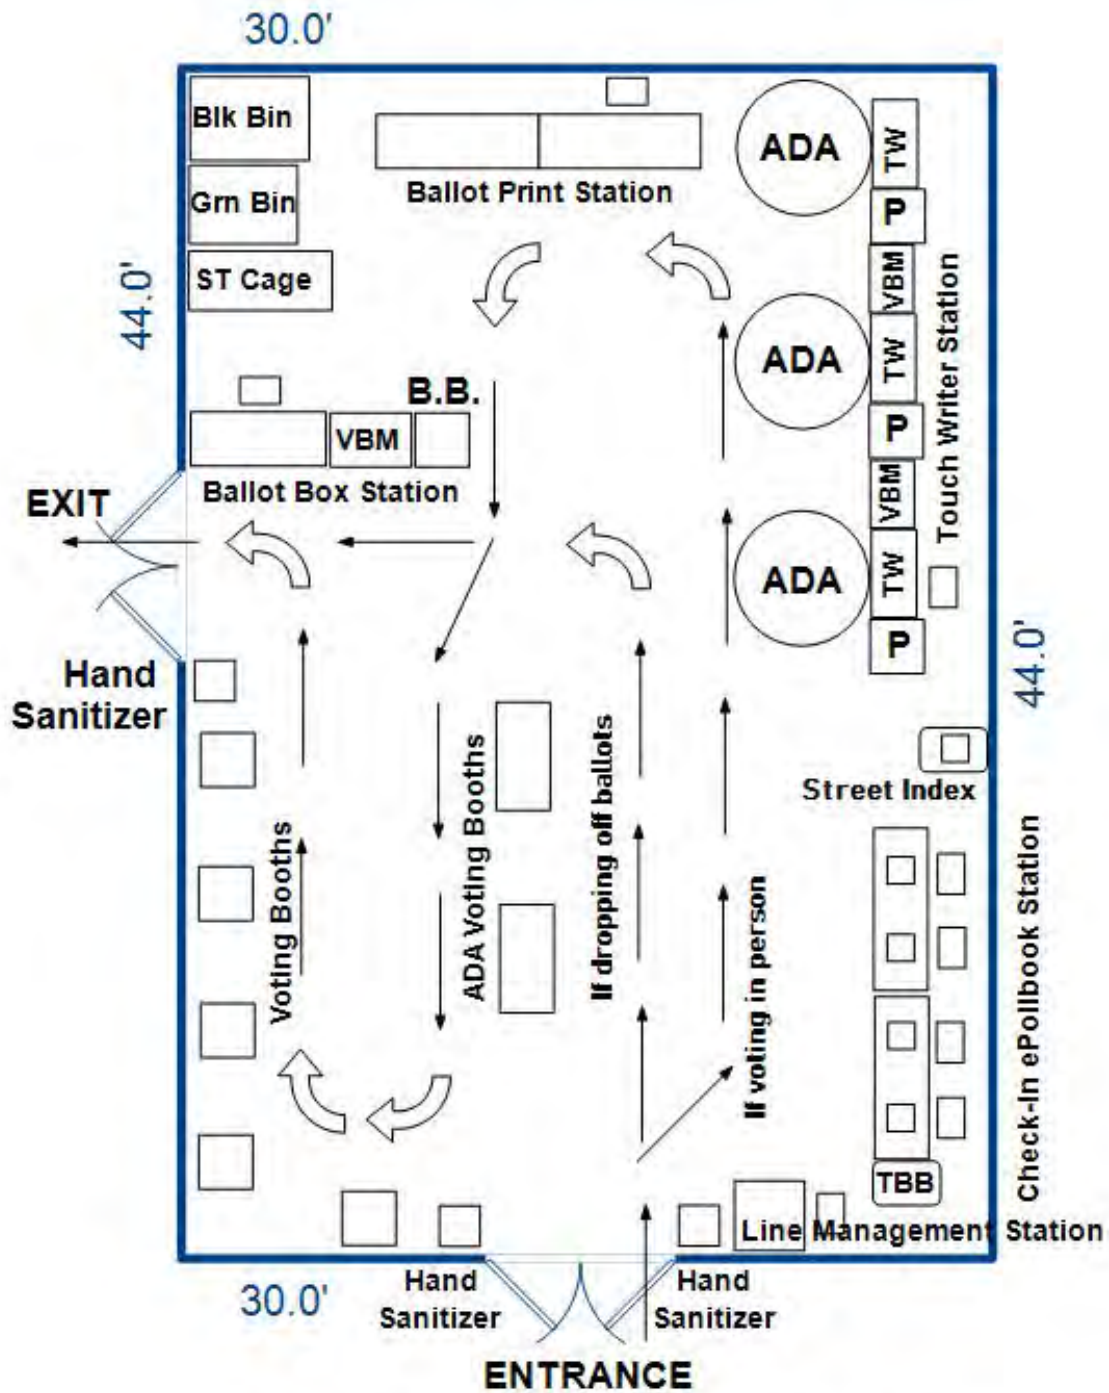 30.0'
Blk Bin
Grn Bin
ST Cage
44.0'
Ballot Print Station
ADA
TW
P
VBM
ADA
TW
P
VBM
ADA
TW
P
Touch Writer Station
B.B.
VBM
Ballot Box Station
EXIT
Hand
Sanitizer
44.0'
Street Index
Voting Booths
ADA Voting Booths
If dropping off ballots
If voting in person
Check-In ePollbook Station
TBB
Line Management Station
30.0'
Hand
Sanitizer
Hand
Sanitizer
ENTRANCE